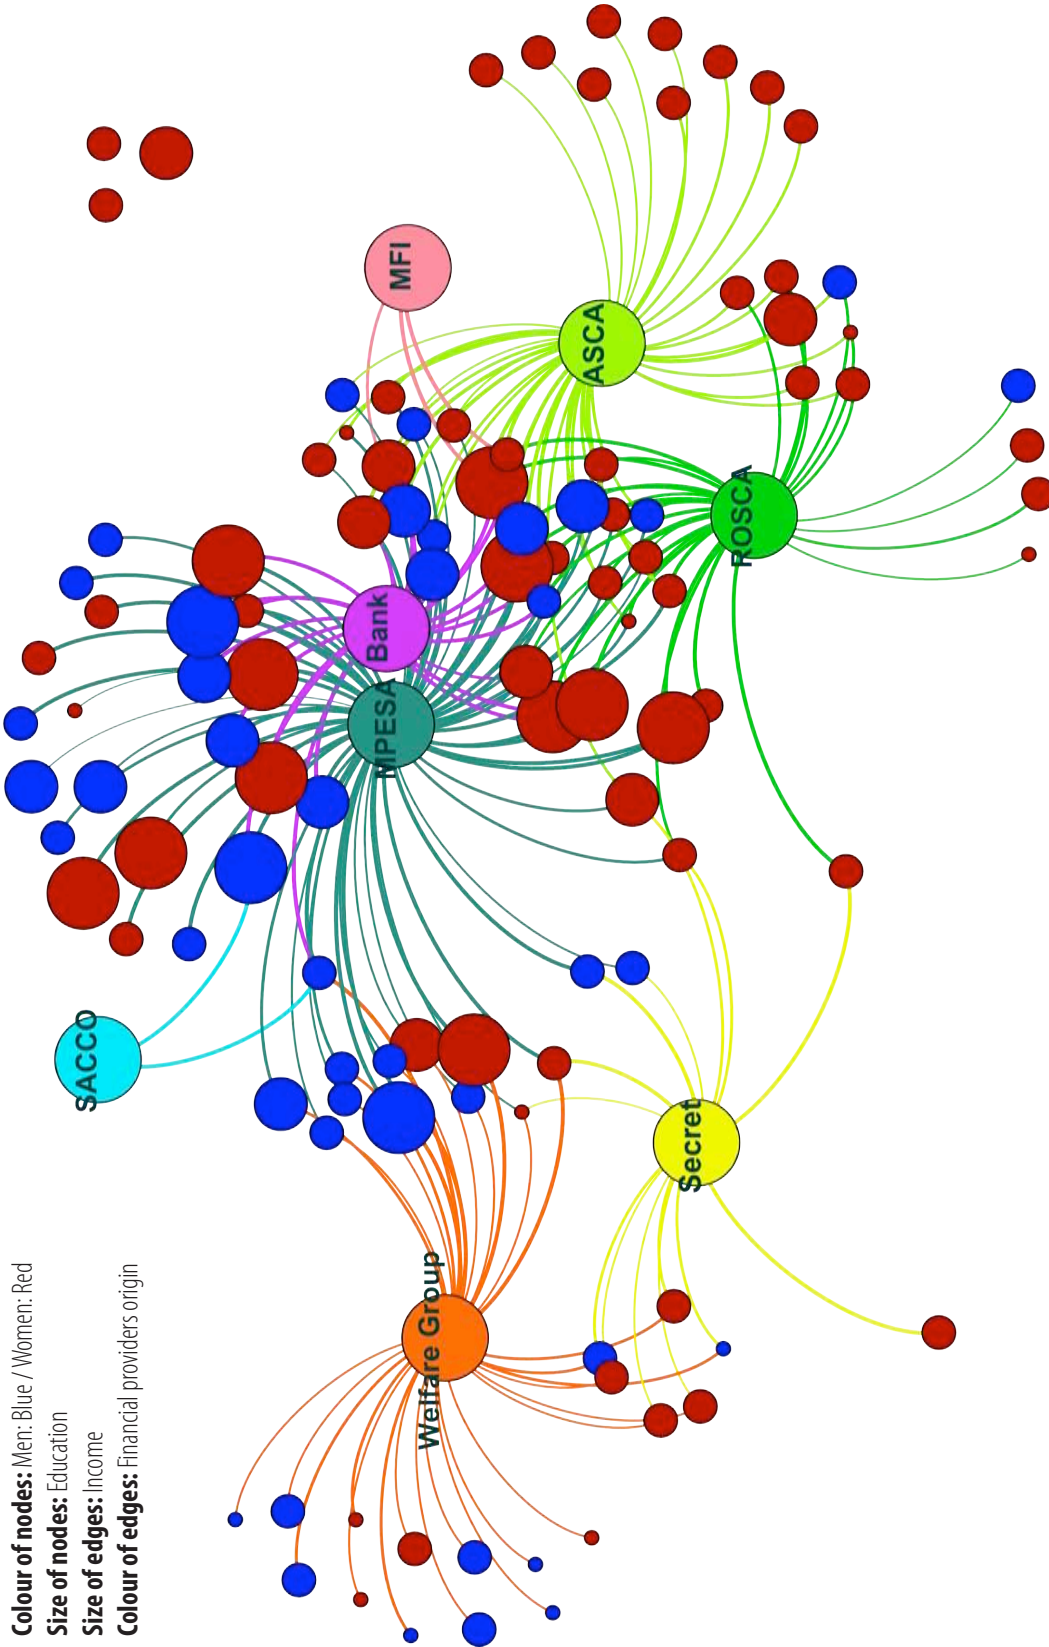 Colour of nodes: Men: Blue / Women: Red
Size of nodes: Education
Size of edges: Income
Colour of edges: Financial providers origin
SACCO
MFI
Bank
MPESA
Welfare Group
ASCA
ROSCA
Secret